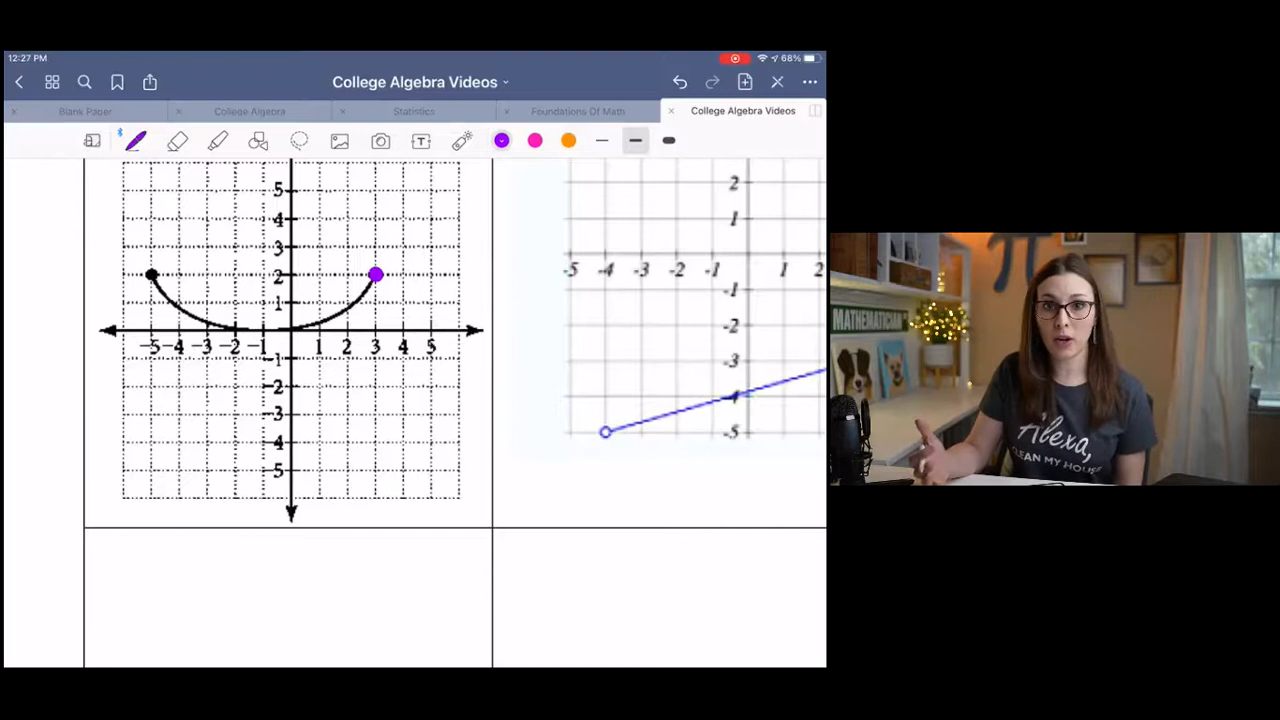 12:27 PM
68%
College Algebra Videos
Blank Paper
College Algebra
Statistics
Foundations Of Math
College Algebra Videos
T
5
4
3
2
1
-5 -4 -3 -2 -1 1 2 3 4 5
-1
-2
-3
-4
-5
2
1
-5 -4 -3 -2 -1 1 2
-1
-2
-3
-4
-5
MATHEMATICIAN
Alexa,
CLEAN MY HOUSE